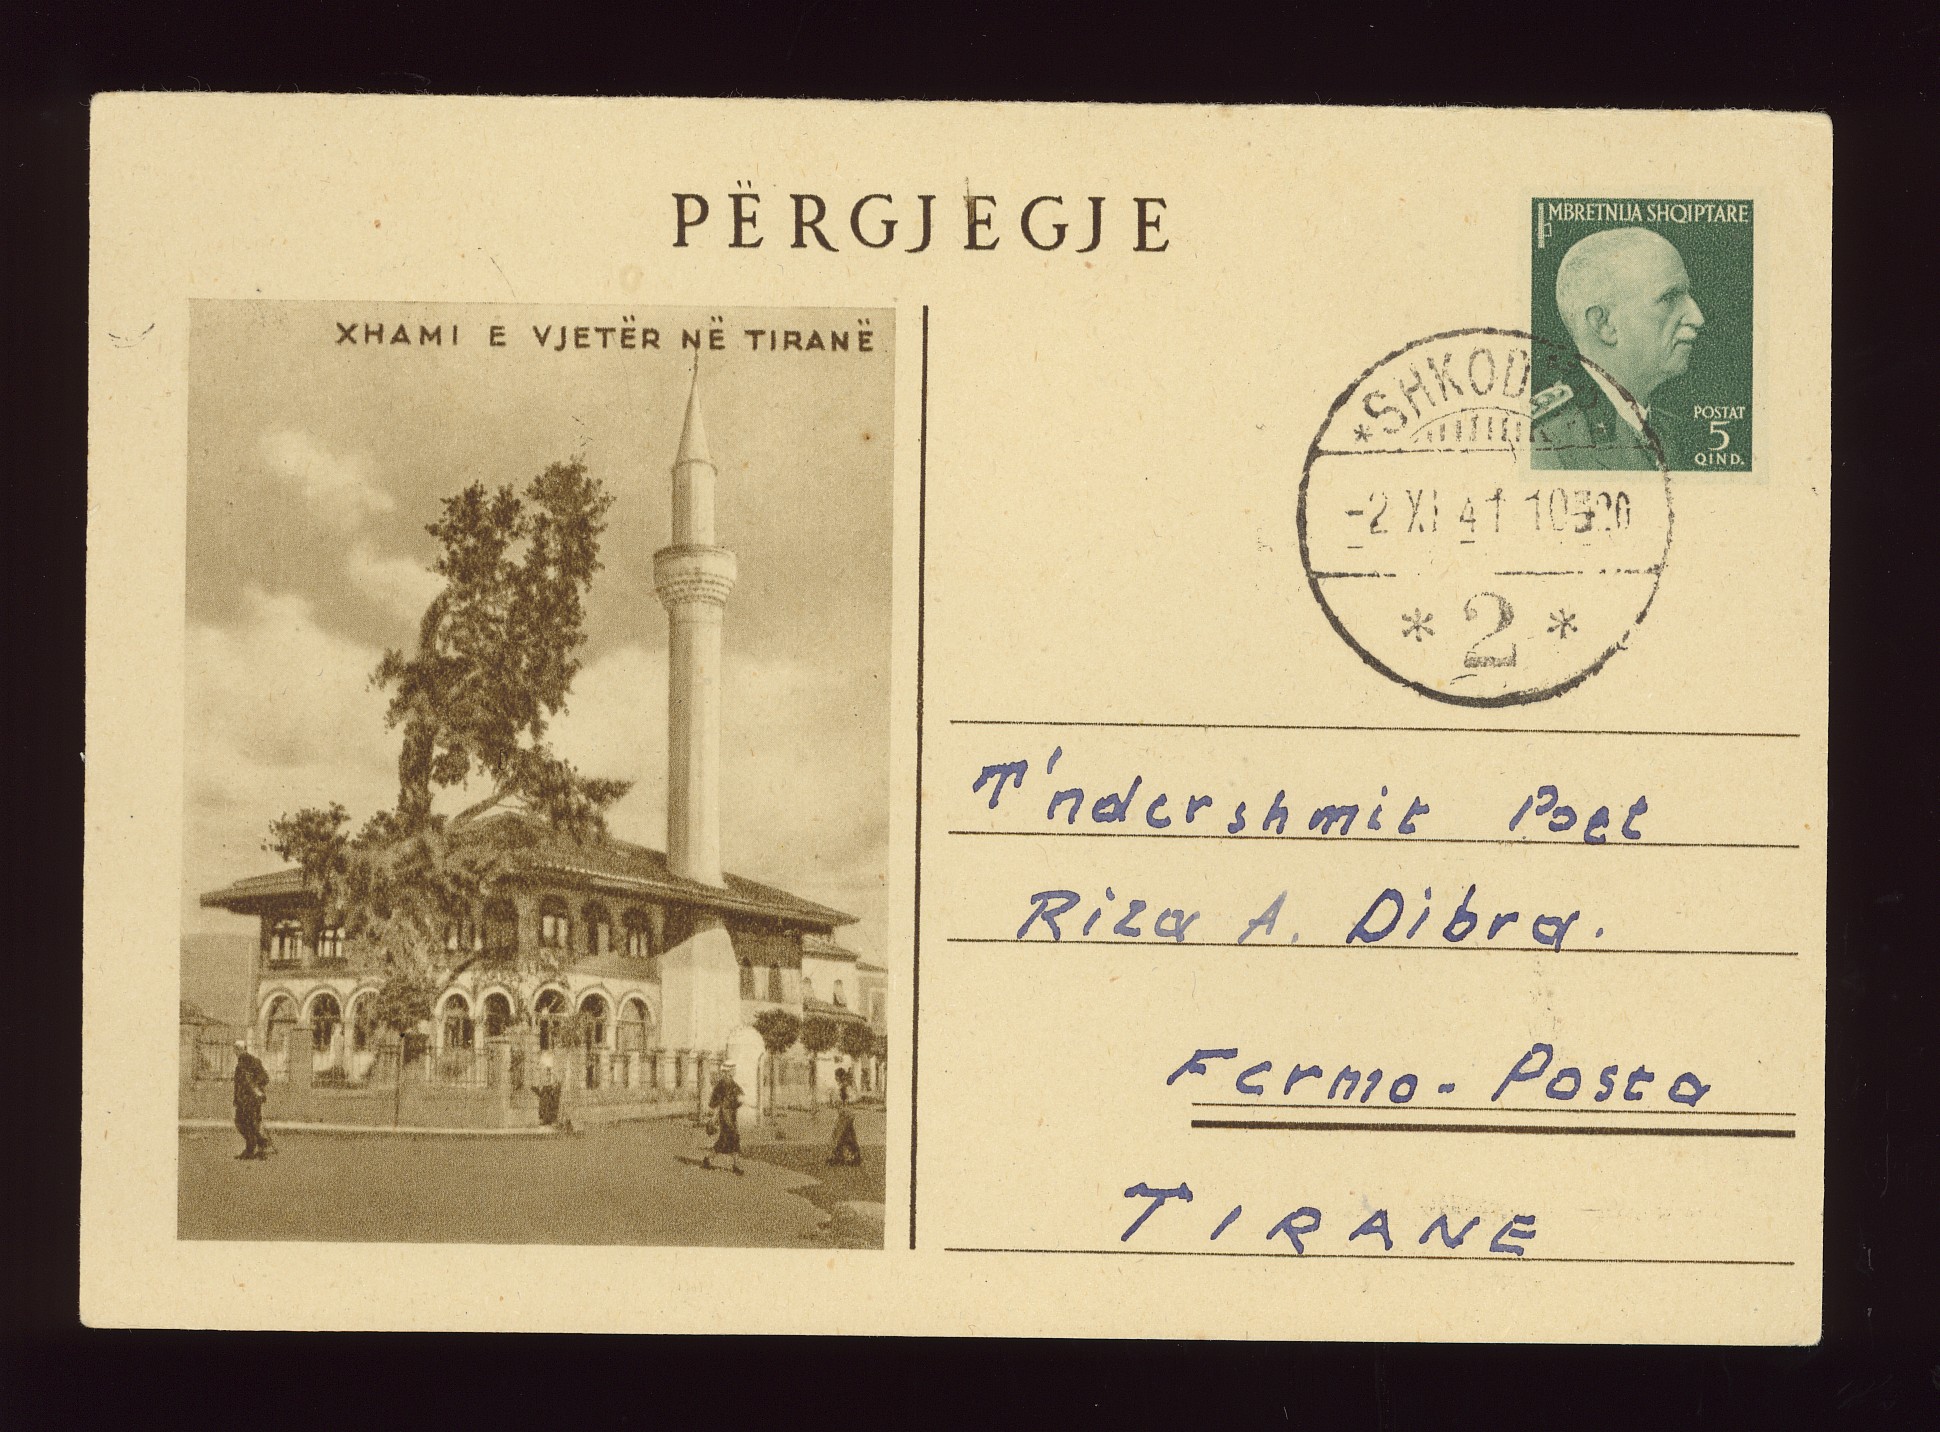 PËRGJEGJE
MBRETNIJA SHQIPTARE
POSTAT
5
QIND.
XHAMI E VJETËR NË TIRANË
*SHKOD
-2 XI 41
* 2 *
T'ndershmit Poet
Riza A. Dibra.
Fermo-Posta
TIRANE